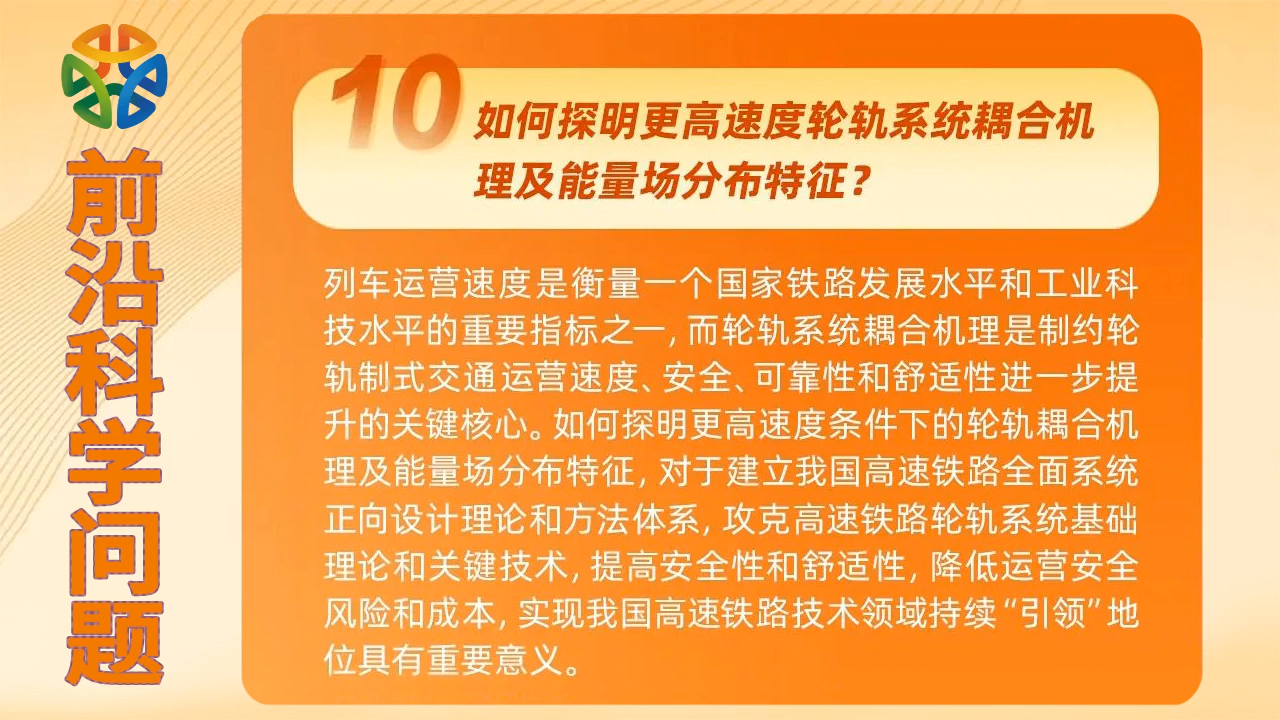 前沿科学问题
10
如何探明更高速度轮轨系统耦合机
理及能量场分布特征？
列车运营速度是衡量一个国家铁路发展水平和工业科
技水平的重要指标之一，而轮轨系统耦合机理是制约轮
轨制式交通运营速度、安全、可靠性和舒适性进一步提
升的关键核心。如何探明更高速度条件下的轮轨耦合机
理及能量场分布特征，对于建立我国高速铁路全面系统
正向设计理论和方法体系，攻克高速铁路轮轨系统基础
理论和关键技术，提高安全性和舒适性，降低运营安全
风险和成本，实现我国高速铁路技术领域持续“引领”地
位具有重要意义。